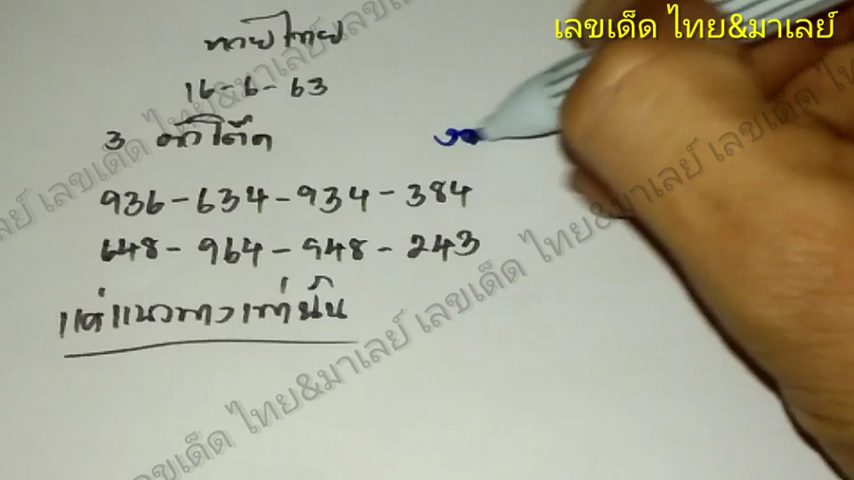 เลขเด็ด ไทย&มาเลย์
หวยไทย
16-6-63
3 ตัวโต๊ด
936-634-934-384
648-964-948-243
แค่แนวทางเท่านั้น